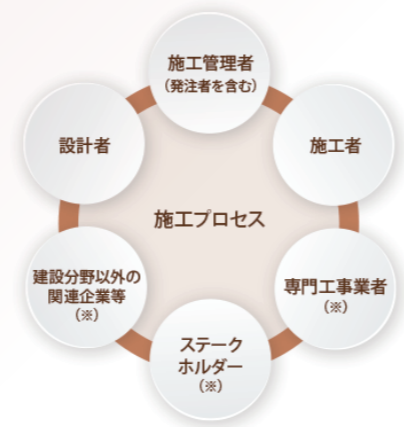 施工管理者
(発注者を含む)
設計者
施工者
施工プロセス
建設分野以外の
関連企業等
(※)
専門工事業者
(※)
ステーク
ホルダー
(※)